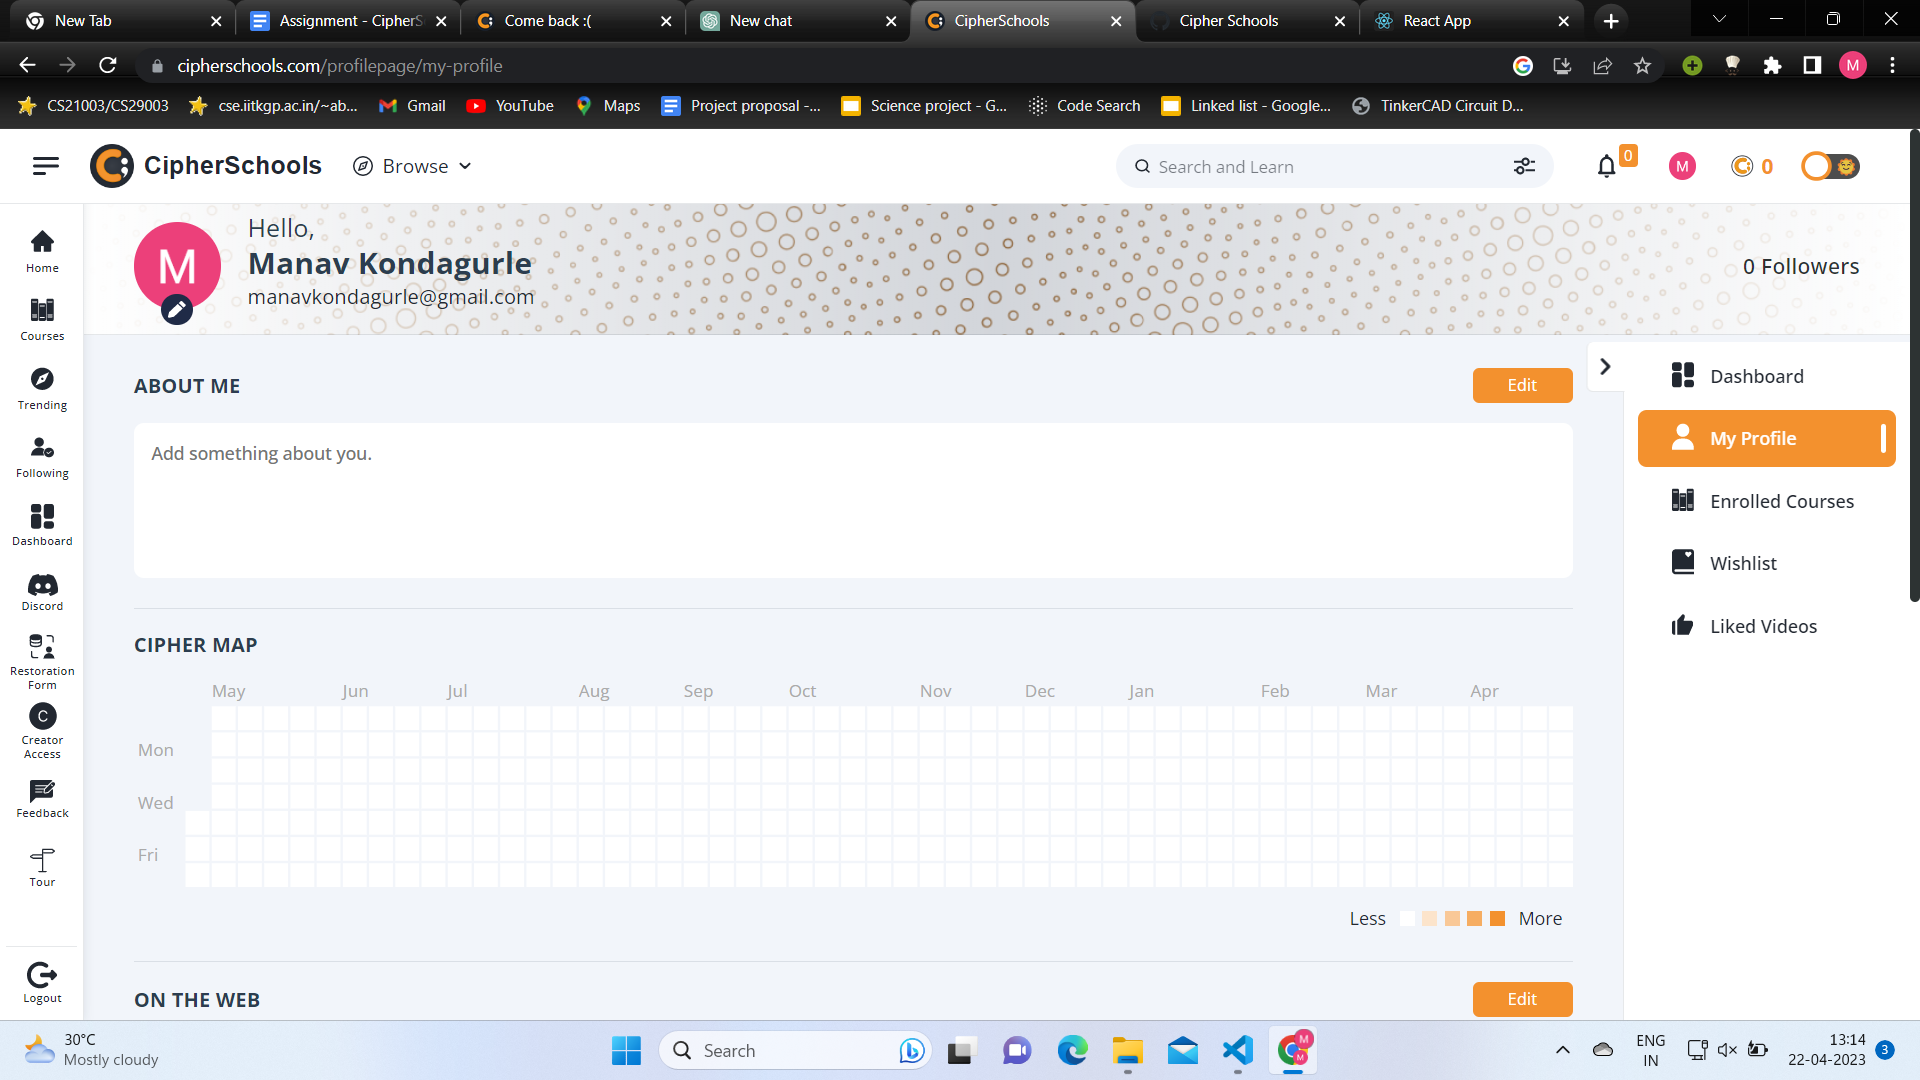 New Tab
Assignment - CipherS
Come back :(
New chat
CipherSchools
Cipher Schools
React App
cipherschools.com/profilepage/my-profile
M
CS21003/CS29003
cse.iitkgp.ac.in/~ab...
Gmail
YouTube
Maps
Project proposal -...
Science project - G...
Code Search
Linked list - Google...
TinkerCAD Circuit D...
CipherSchools
Browse
Search and Learn
0
M
0
Hello,
M
Manav Kondagurle
manavkondagurle@gmail.com
0 Followers
Home
Courses
Trending
Following
Dashboard
Discord
Restoration
Form
C
Creator
Access
Feedback
Tour
Logout
ABOUT ME
Edit
Add something about you.
CIPHER MAP
May Jun Jul Aug Sep Oct Nov Dec Jan Feb Mar Apr
Mon
Wed
Fri
Less
More
ON THE WEB
Edit
Dashboard
My Profile
Enrolled Courses
Wishlist
Liked Videos
30°C
Mostly cloudy
Search
M
M
ENG
IN
13:14
22-04-2023
3